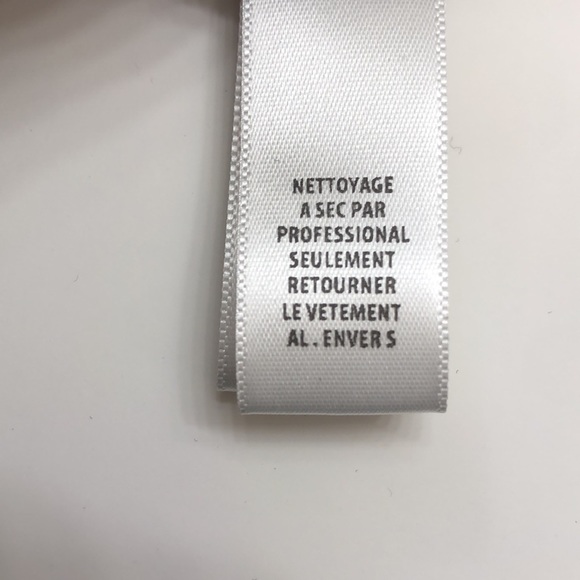 NETTOYAGE
A SEC PAR
PROFESSIONAL
SEULEMENT
RETOURNER
LE VETEMENT
AL . ENVER S